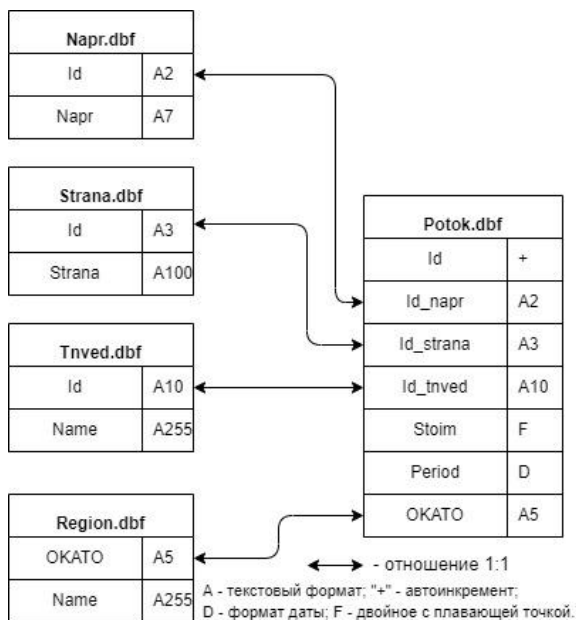 Napr.dbf
Id A2
Napr A7
Strana.dbf
Id A3
Strana A100
Tnved.dbf
Id A10
Name A255
Region.dbf
OKATO A5
Name A255
Potok.dbf
Id +
Id_napr A2
Id_strana A3
Id_tnved A10
Stoim F
Period D
OKATO A5
- отношение 1:1
A - текстовый формат; "+" - автоинкремент;
D - формат даты; F - двойное с плавающей точкой.